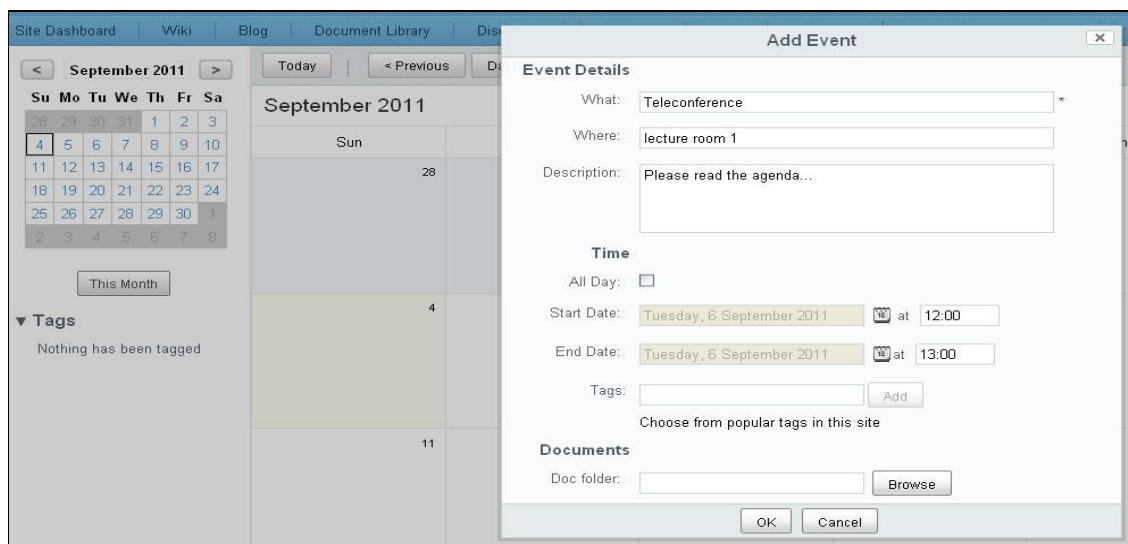 Site Dashboard Wiki Blog Document Library
< September 2011 >
Su Mo Tu We Th Fr Sa
28 29 30 31 1 2 3
4 5 6 7 8 9 10
11 12 13 14 15 16 17
18 19 20 21 22 23 24
25 26 27 28 29 30 1
2 3 4 5 6 7 8
This Month
▼ Tags
Nothing has been tagged
Today < Previous
September 2011
Sun
28
4
11
Add Event
Event Details
What: Teleconference *
Where: lecture room 1
Description: Please read the agenda...
Time
All Day:
Start Date: Tuesday, 6 September 2011 at 12:00
End Date: Tuesday, 6 September 2011 at 13:00
Tags: Add
Choose from popular tags in this site
Documents
Doc folder: Browse
OK Cancel